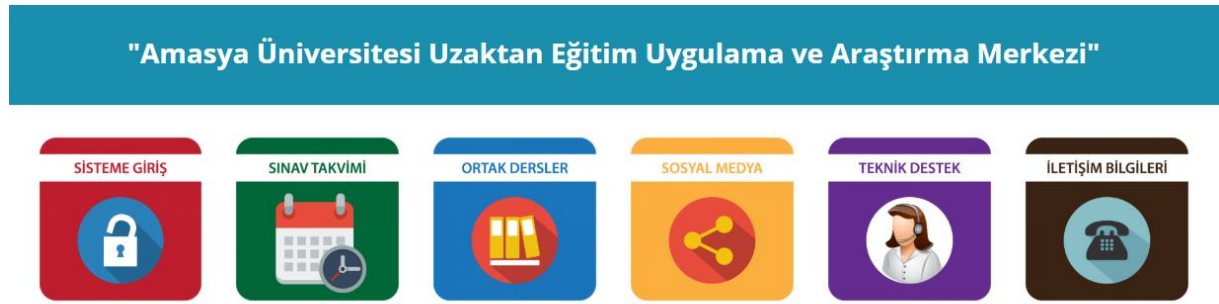 "Amasya Üniversitesi Uzaktan Eğitim Uygulama ve Araştırma Merkezi"
SİSTEME GİRİŞ
SINAV TAKVİMİ
ORTAK DERSLER
SOSYAL MEDYA
TEKNİK DESTEK
İLETİŞİM BİLGİLERİ